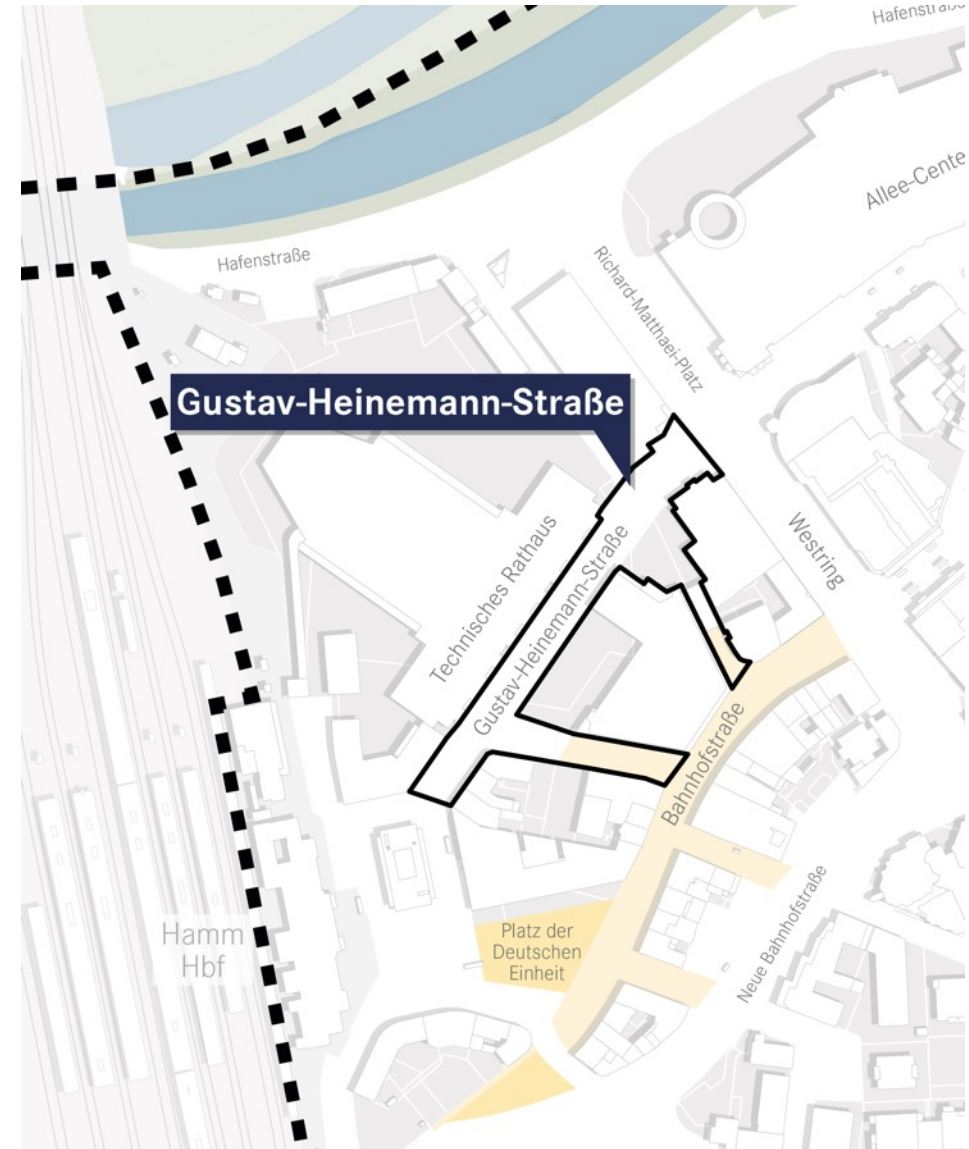 Hafenstraße
Allee-Cente
Hafenstraße
Richard-Matthaei-Platz
Gustav-Heinemann-Straße
Technisches Rathaus
Gustav-Heinemann-Straße
Westring
Bahnhofstraße
Hamm
Hbf
Platz der
Deutschen
Einheit
Neue Bahnhofstraße